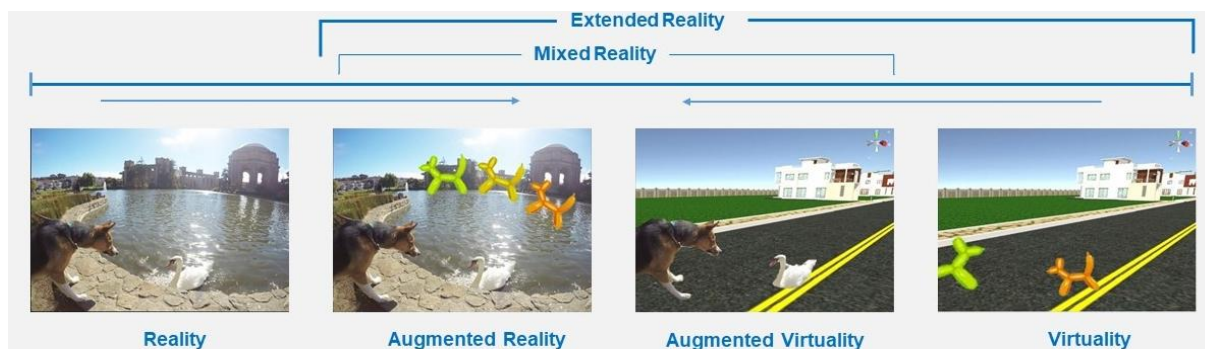 Extended Reality
Mixed Reality
Reality
Augmented Reality
Augmented Virtuality
Virtuality